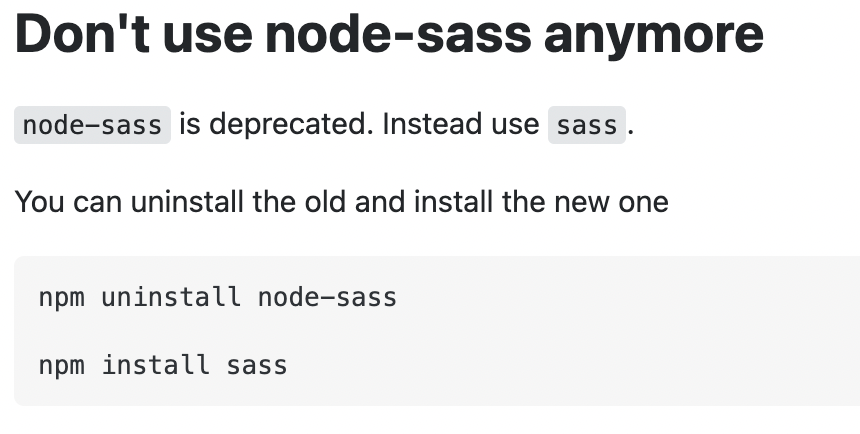 Don't use node-sass anymore
node-sass is deprecated. Instead use sass.
You can uninstall the old and install the new one
npm uninstall node-sass
npm install sass